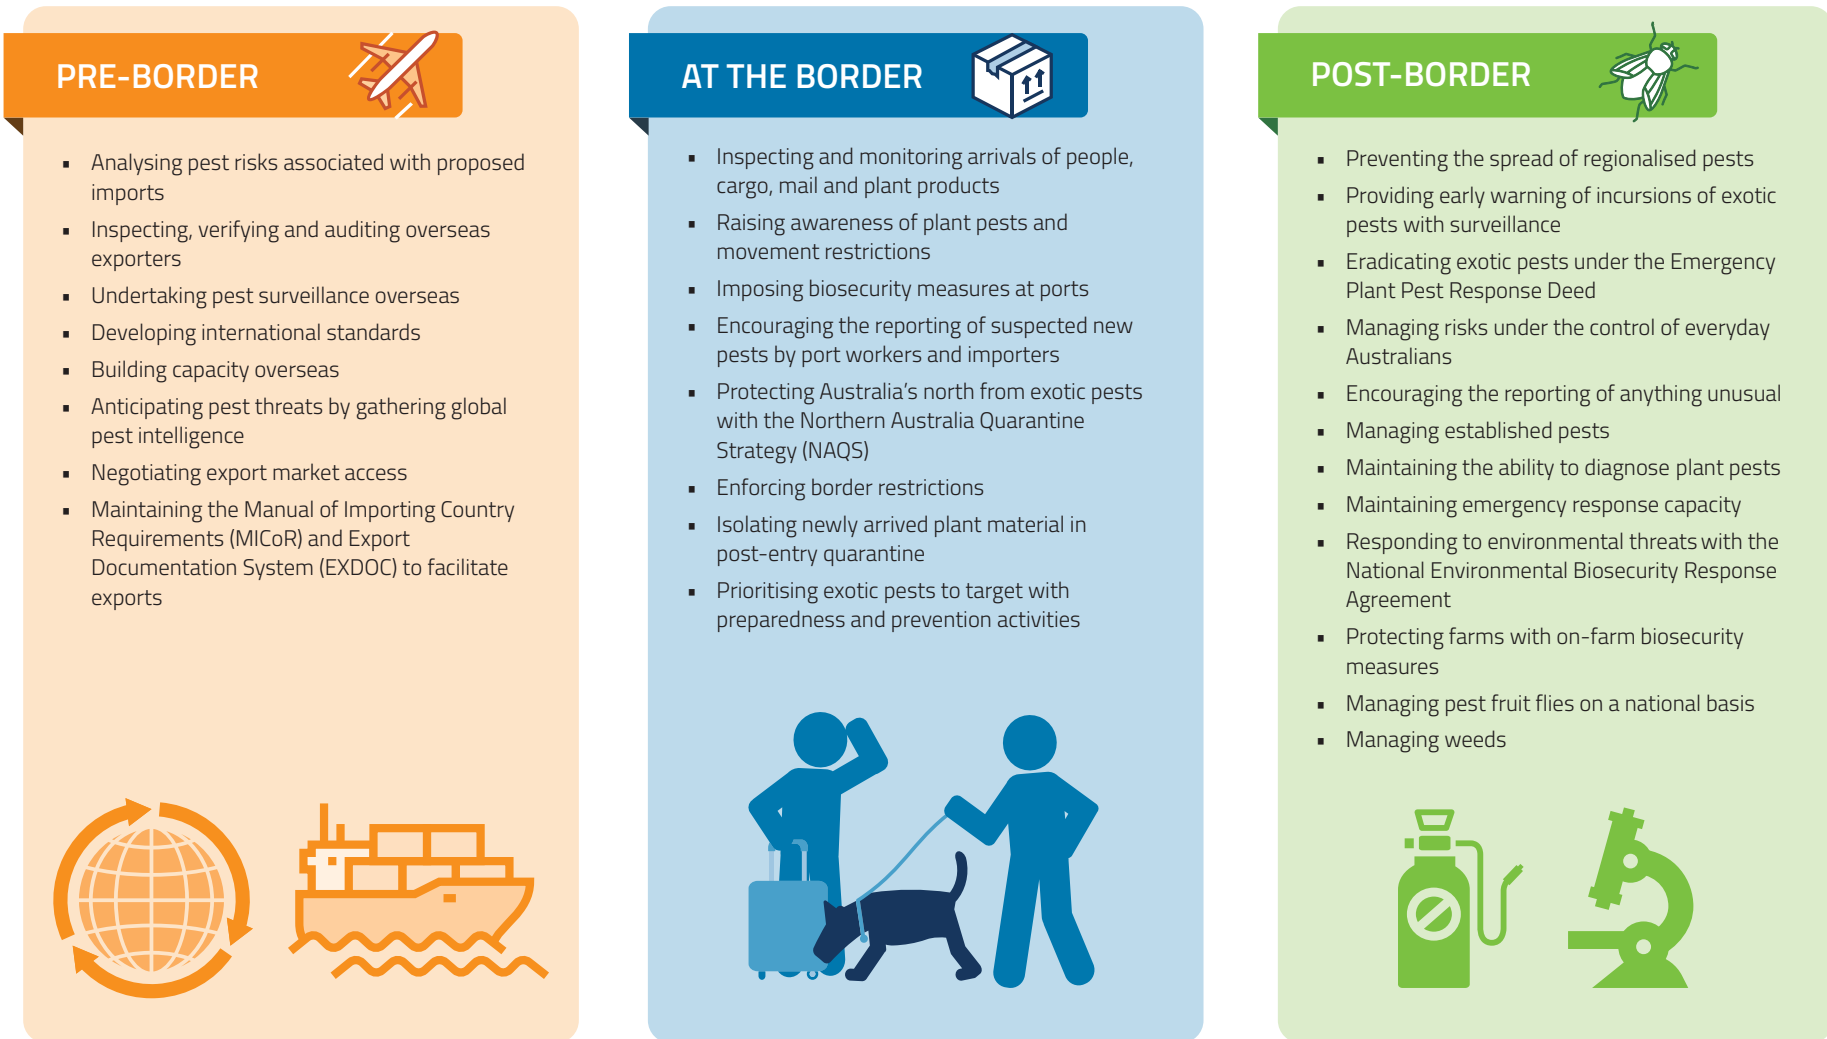 PRE-BORDER
▪ Analysing pest risks associated with proposed
imports
▪ Inspecting, verifying and auditing overseas
exporters
▪ Undertaking pest surveillance overseas
▪ Developing international standards
▪ Building capacity overseas
▪ Anticipating pest threats by gathering global
pest intelligence
▪ Negotiating export market access
▪ Maintaining the Manual of Importing Country
Requirements (MICoR) and Export
Documentation System (EXDOC) to facilitate
exports
AT THE BORDER
▪ Inspecting and monitoring arrivals of people,
cargo, mail and plant products
▪ Raising awareness of plant pests and
movement restrictions
▪ Imposing biosecurity measures at ports
▪ Encouraging the reporting of suspected new
pests by port workers and importers
▪ Protecting Australia’s north from exotic pests
with the Northern Australia Quarantine
Strategy (NAQS)
▪ Enforcing border restrictions
▪ Isolating newly arrived plant material in
post-entry quarantine
▪ Prioritising exotic pests to target with
preparedness and prevention activities
POST-BORDER
▪ Preventing the spread of regionalised pests
▪ Providing early warning of incursions of exotic
pests with surveillance
▪ Eradicating exotic pests under the Emergency
Plant Pest Response Deed
▪ Managing risks under the control of everyday
Australians
▪ Encouraging the reporting of anything unusual
▪ Managing established pests
▪ Maintaining the ability to diagnose plant pests
▪ Maintaining emergency response capacity
▪ Responding to environmental threats with the
National Environmental Biosecurity Response
Agreement
▪ Protecting farms with on-farm biosecurity
measures
▪ Managing pest fruit flies on a national basis
▪ Managing weeds